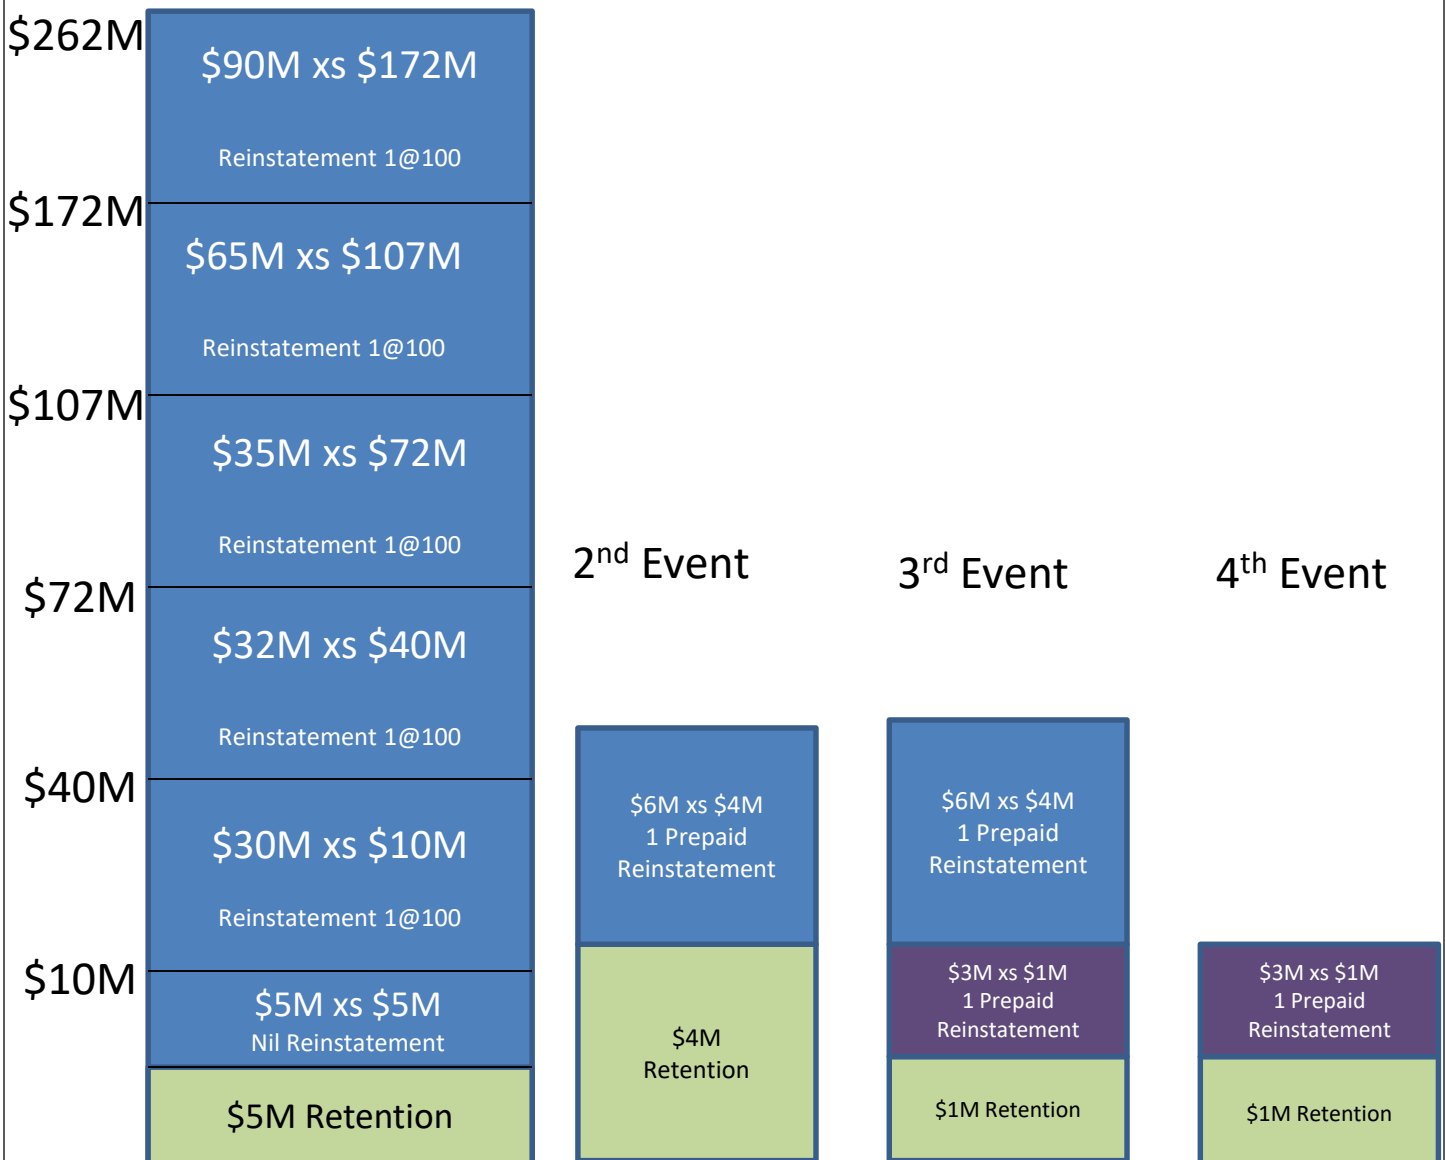 $262M
$90M xs $172M
Reinstatement 1@100
$172M
$65M xs $107M
Reinstatement 1@100
$107M
$35M xs $72M
Reinstatement 1@100
$72M
$32M xs $40M
Reinstatement 1@100
$40M
$30M xs $10M
Reinstatement 1@100
$10M
$5M xs $5M
Nil Reinstatement
$5M Retention
2nd Event
$6M xs $4M
1 Prepaid
Reinstatement
$4M
Retention
3rd Event
$6M xs $4M
1 Prepaid
Reinstatement
$3M xs $1M
1 Prepaid
Reinstatement
$1M Retention
4th Event
$3M xs $1M
1 Prepaid
Reinstatement
$1M Retention